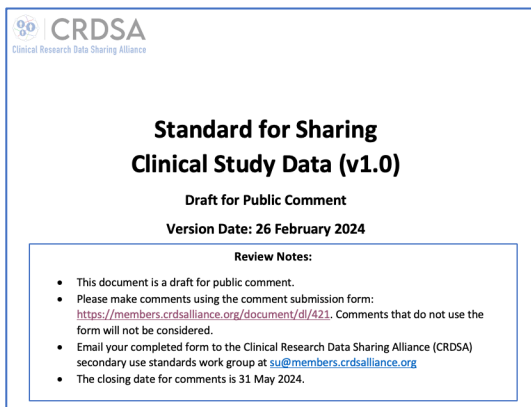 CRDSA
Clinical Research Data Sharing Alliance
Standard for Sharing
Clinical Study Data (v1.0)
Draft for Public Comment
Version Date: 26 February 2024
Review Notes:
• This document is a draft for public comment.
• Please make comments using the comment submission form:
https://members.crdsalliance.org/document/dl/421. Comments that do not use the
form will not be considered.
• Email your completed form to the Clinical Research Data Sharing Alliance (CRDSA)
secondary use standards work group at su@members.crdsalliance.org
• The closing date for comments is 31 May 2024.